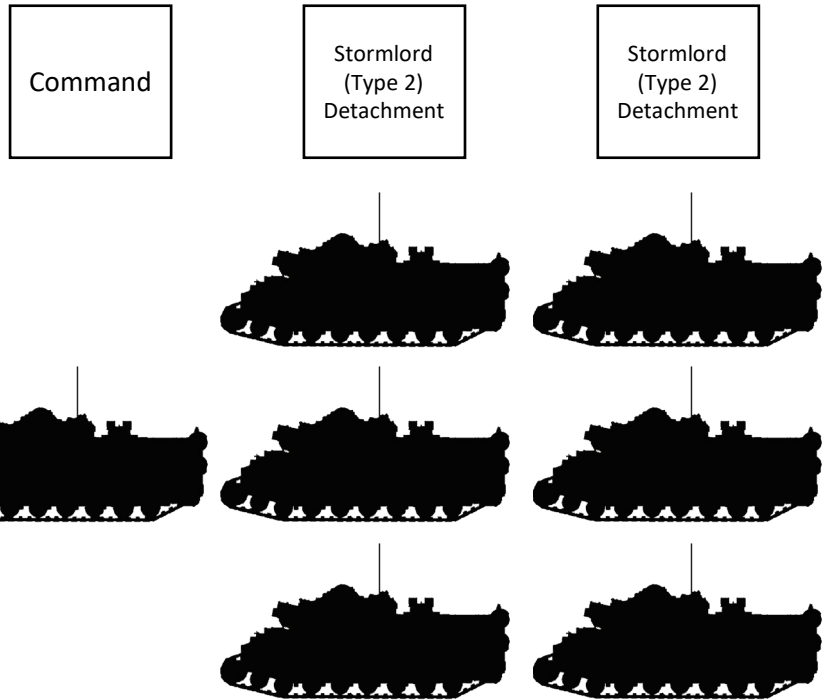 Command
Stormlord
(Type 2)
Detachment
Stormlord
(Type 2)
Detachment